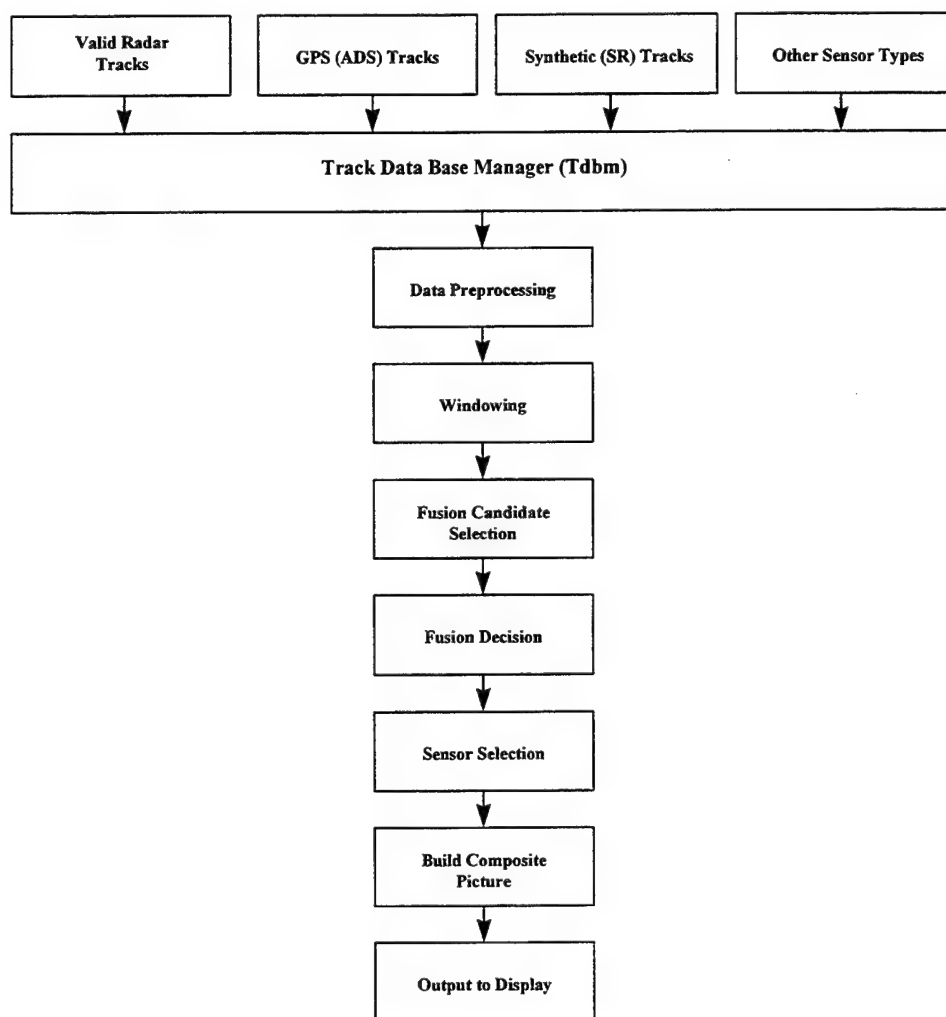 Valid Radar
Tracks
GPS (ADS) Tracks
Synthetic (SR) Tracks
Other Sensor Types
Track Data Base Manager (Tdbm)
Data Preprocessing
Windowing
Fusion Candidate
Selection
Fusion Decision
Sensor Selection
Build Composite
Picture
Output to Display